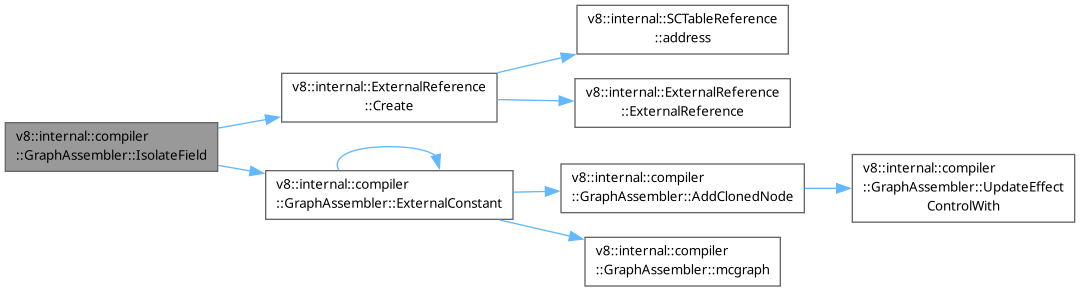 v8::internal::compiler
::GraphAssembler::IsolateField
v8::internal::ExternalReference
::Create
v8::internal::SCTableReference
::address
v8::internal::ExternalReference
::ExternalReference
v8::internal::compiler
::GraphAssembler::ExternalConstant
v8::internal::compiler
::GraphAssembler::AddClonedNode
v8::internal::compiler
::GraphAssembler::UpdateEffect
ControlWith
v8::internal::compiler
::GraphAssembler::mcgraph